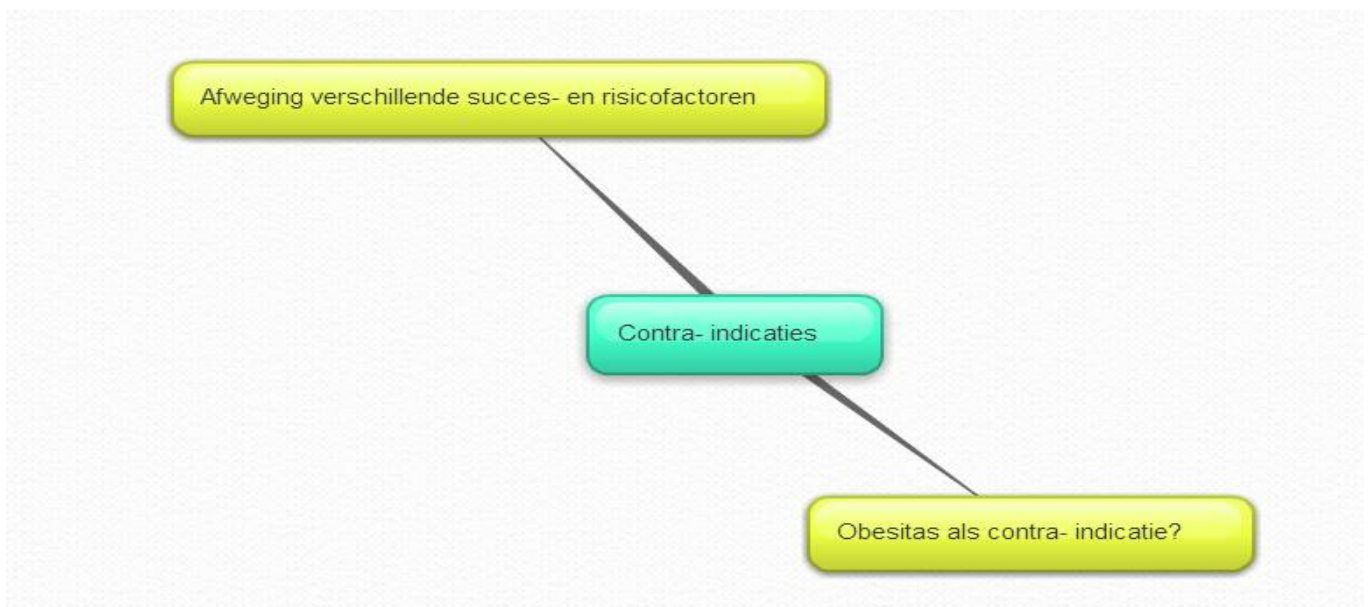 Afweging verschillende succes- en risicofactoren
Contra- indicaties
Obesitas als contra- indicatie?